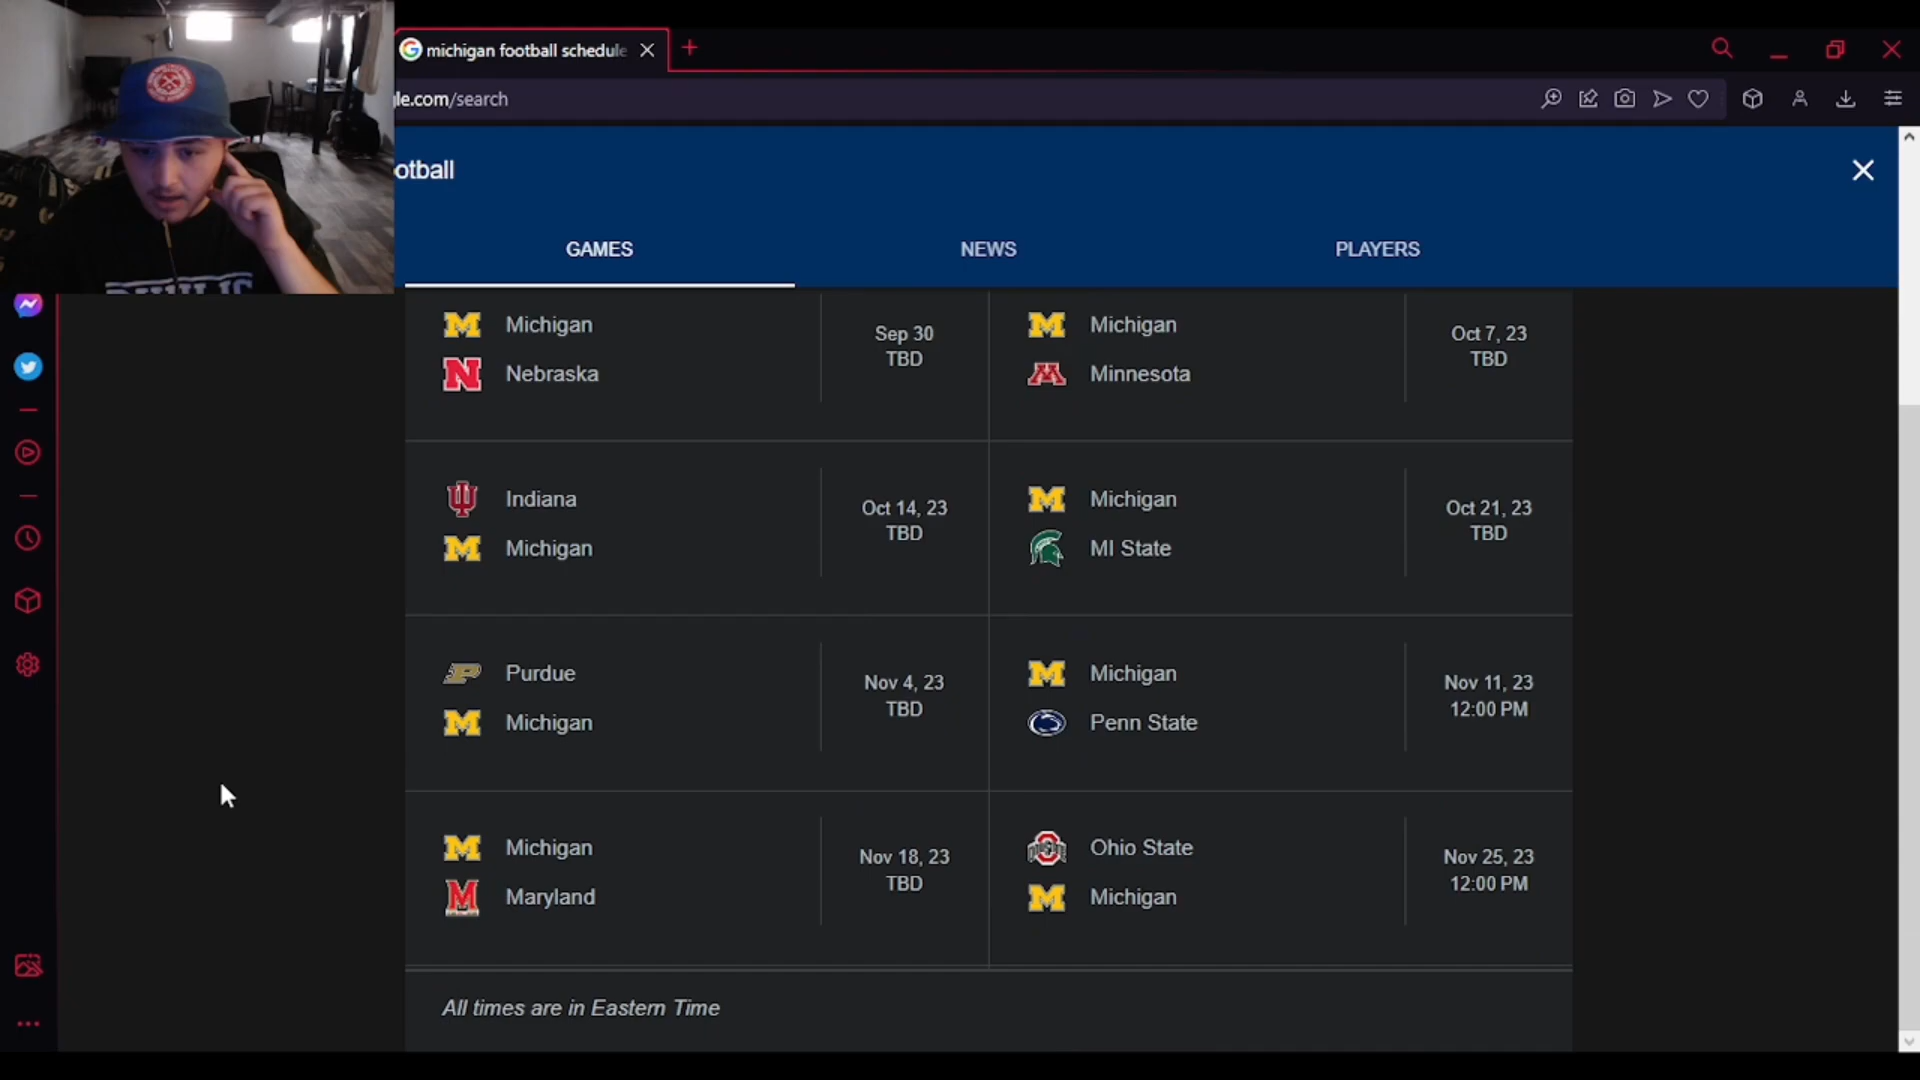 michigan football schedule
le.com/search
otball
GAMES
NEWS
PLAYERS
Michigan
Nebraska
Sep 30
TBD
Michigan
Minnesota
Oct 7, 23
TBD
Indiana
Michigan
Oct 14, 23
TBD
Michigan
MI State
Oct 21, 23
TBD
Purdue
Michigan
Nov 4, 23
TBD
Michigan
Penn State
Nov 11, 23
12:00 PM
Michigan
Maryland
Nov 18, 23
TBD
Ohio State
Michigan
Nov 25, 23
12:00 PM
All times are in Eastern Time